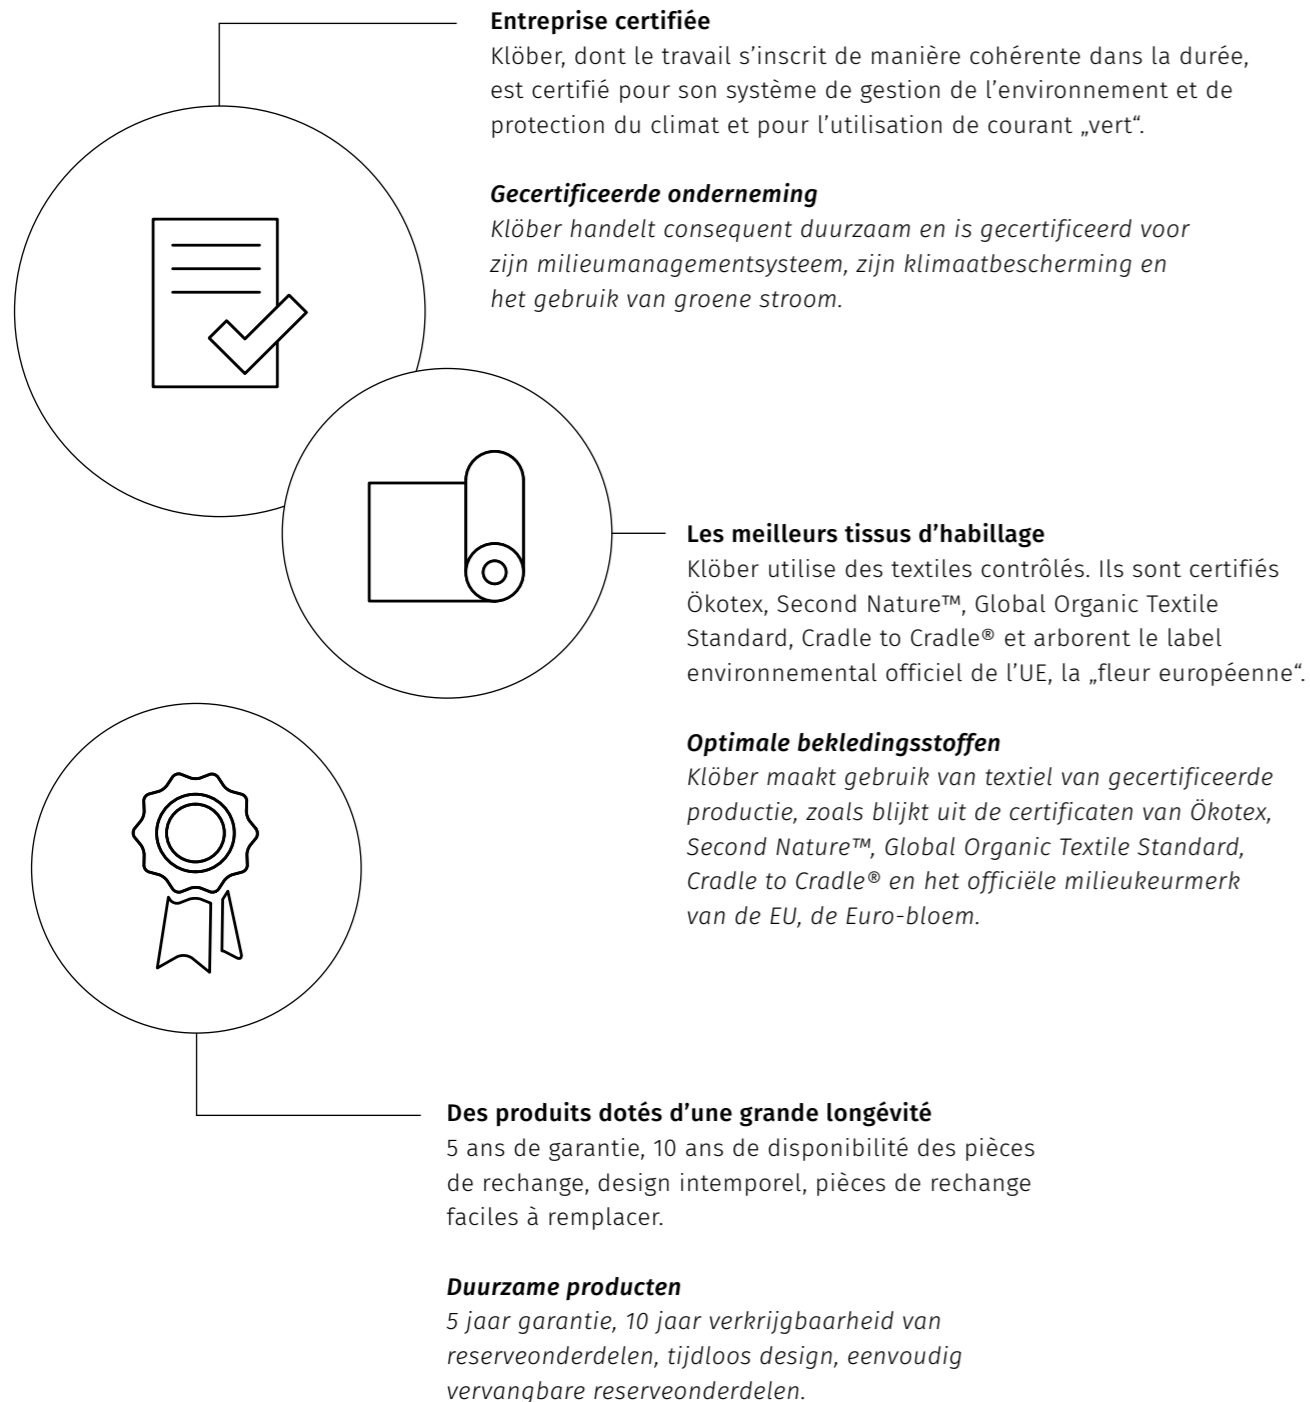 Entreprise certifiée
Klöber, dont le travail s’inscrit de manière cohérente dans la durée,
est certifié pour son système de gestion de l’environnement et de
protection du climat et pour l’utilisation de courant „vert“.
Gecertificeerde onderneming
Klöber handelt consequent duurzaam en is gecertificeerd voor
zijn milieumanagementsysteem, zijn klimaatbescherming en
het gebruik van groene stroom.
Les meilleurs tissus d’habillage
Klöber utilise des textiles contrôlés. Ils sont certifiés
Ökotex, Second Nature™, Global Organic Textile
Standard, Cradle to Cradle® et arborent le label
environnemental officiel de l’UE, la „fleur européenne“.
Optimale bekledingsstoffen
Klöber maakt gebruik van textiel van gecertificeerde
productie, zoals blijkt uit de certificaten van Ökotex,
Second Nature™, Global Organic Textile Standard,
Cradle to Cradle® en het officiële milieukeurmerk
van de EU, de Euro-bloem.
Des produits dotés d’une grande longévité
5 ans de garantie, 10 ans de disponibilité des pièces
de rechange, design intemporel, pièces de rechange
faciles à remplacer.
Duurzame producten
5 jaar garantie, 10 jaar verkrijgbaarheid van
reserveonderdelen, tijdloos design, eenvoudig
vervangbare reserveonderdelen.